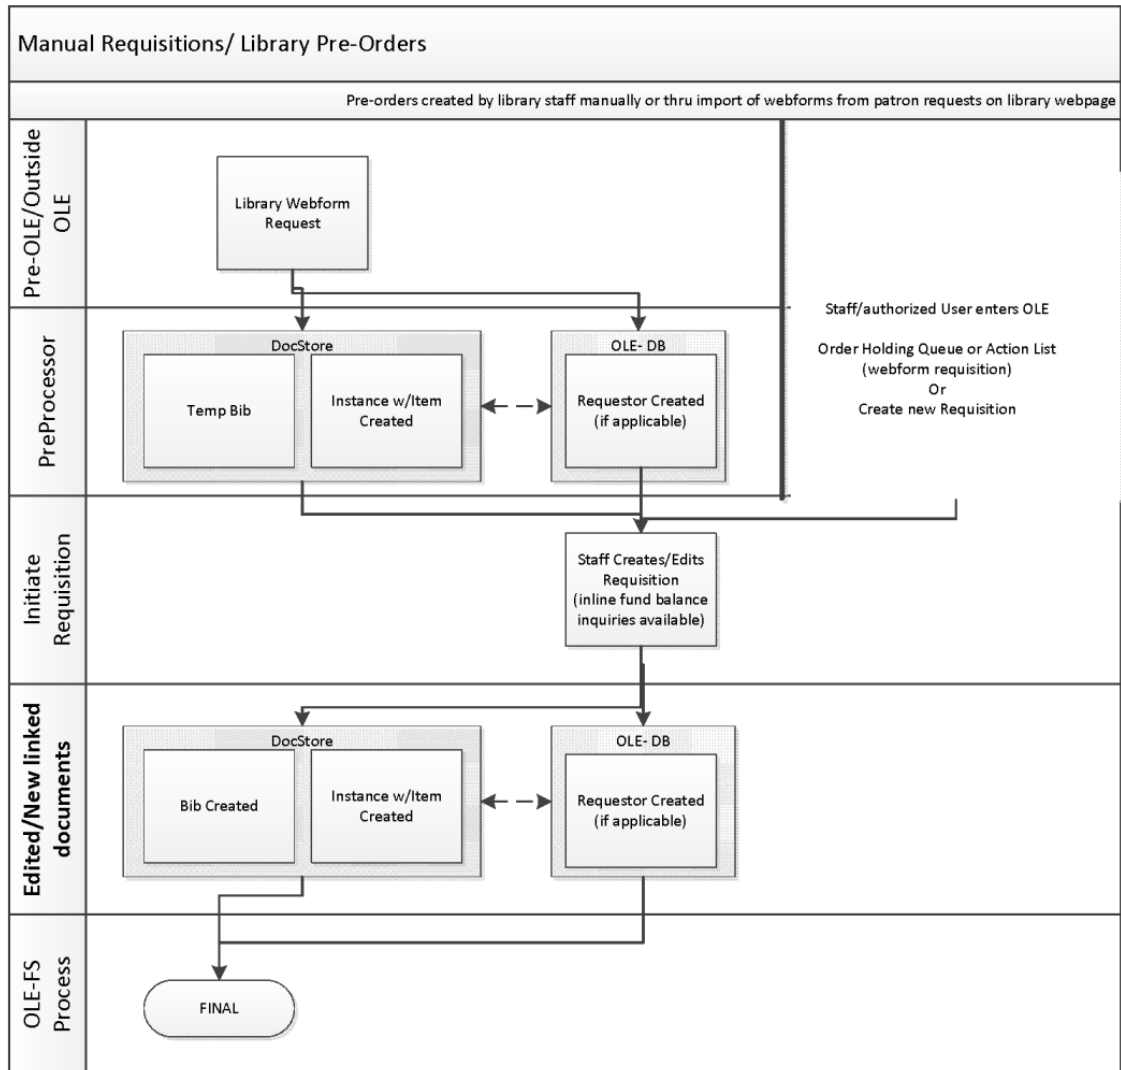 Manual Requisitions/ Library Pre-Orders
Pre-orders created by library staff manually or thru import of webforms from patron requests on library webpage
Pre-OLE/Outside
OLE
Library Webform
Request
Staff/authorized User enters OLE
Order Holding Queue or Action List
(webform requisition)
Or
Create new Requisition
PreProcessor
DocStore
Temp Bib
Instance w/Item
Created
OLE- DB
Requestor Created
(if applicable)
Initiate
Requisition
Staff Creates/Edits
Requisition
(inline fund balance
inquiries available)
Edited/New linked
documents
DocStore
Bib Created
Instance w/Item
Created
OLE- DB
Requestor Created
(if applicable)
OLE-FS
Process
FINAL